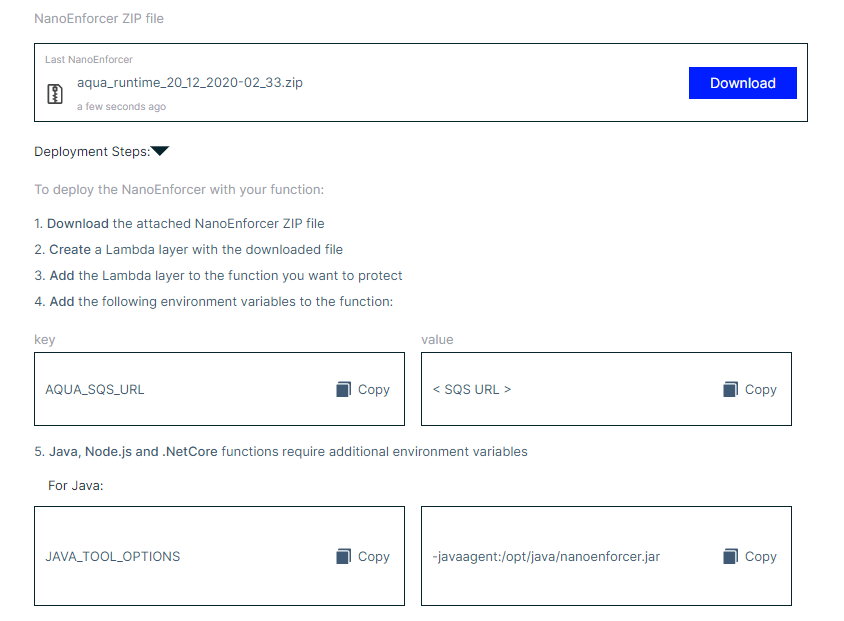 NanoEnforcer ZIP file
Last NanoEnforcer
aqua_runtime_20_12_2020-02_33.zip
Download
a few seconds ago
Deployment Steps:
To deploy the NanoEnforcer with your function:
1. Download the attached NanoEnforcer ZIP file
2. Create a Lambda layer with the downloaded file
3. Add the Lambda layer to the function you want to protect
4. Add the following environment variables to the function:
key value
AQUA_SQS_URL Copy < SQS URL > Copy
5. Java, Node.js and .NetCore functions require additional environment variables
For Java:
JAVA_TOOL_OPTIONS Copy -javaagent:/opt/java/nanoenforcer.jar Copy